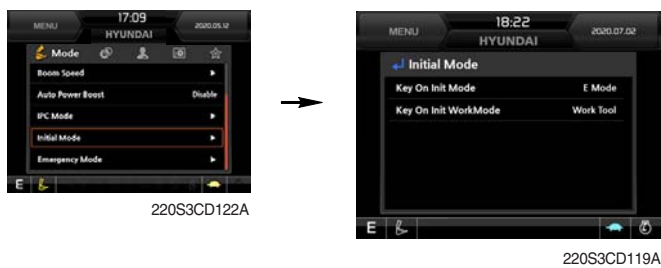 MENU 17:09 2020.05.12
HYUNDAI
Mode
Boom Speed
Auto Power Boost Disable
IPC Mode
Initial Mode
Emergency Mode
E
220S3CD122A
MENU 18:22 2020.07.02
HYUNDAI
Initial Mode
Key On Init Mode E Mode
Key On Init WorkMode Work Tool
E
220S3CD119A